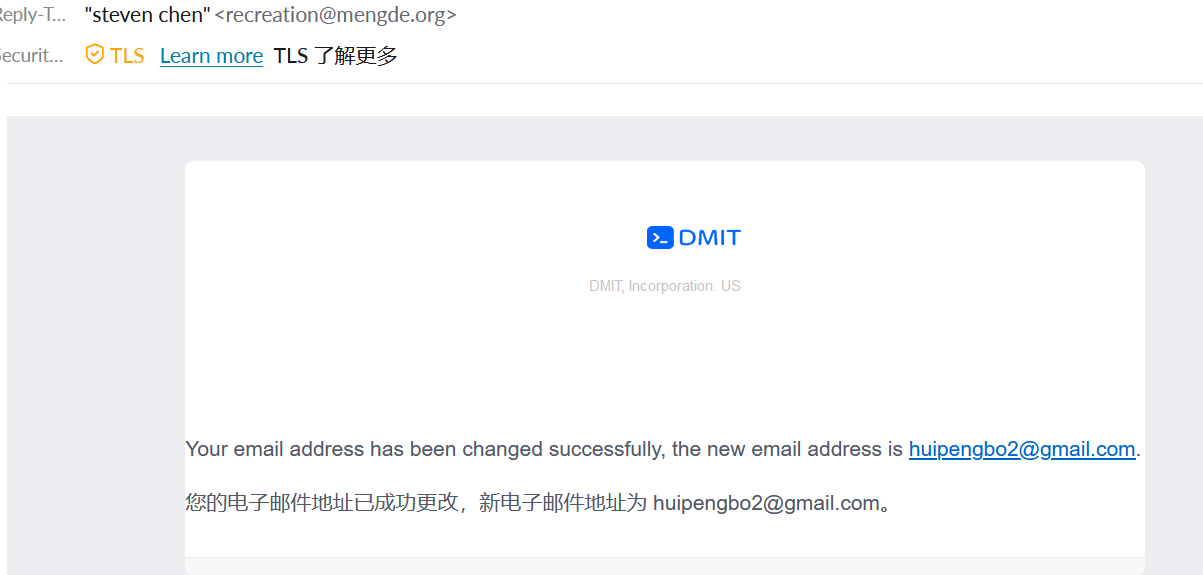 Reply-T... "steven chen" <recreation@mengde.org>
Securit... TLS Learn more TLS 了解更多
DMIT
DMIT, Incorporation. US
Your email address has been changed successfully, the new email address is huipengbo2@gmail.com.
您的电子邮件地址已成功更改，新电子邮件地址为 huipengbo2@gmail.com。